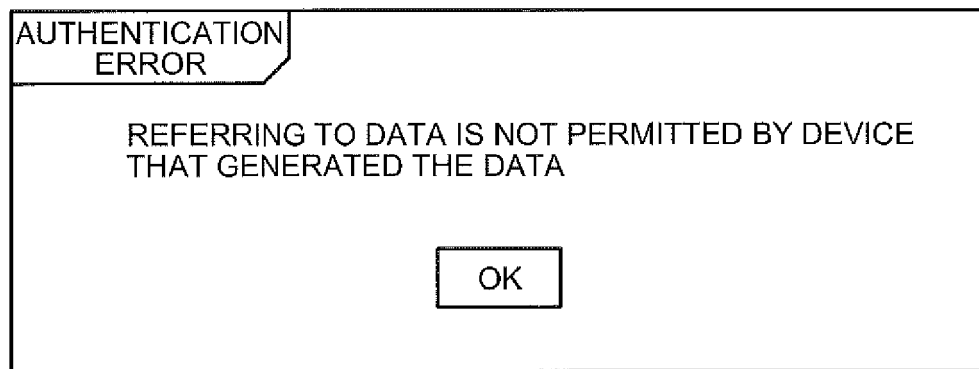 AUTHENTICATION
ERROR
REFERRING TO DATA IS NOT PERMITTED BY DEVICE
THAT GENERATED THE DATA
OK